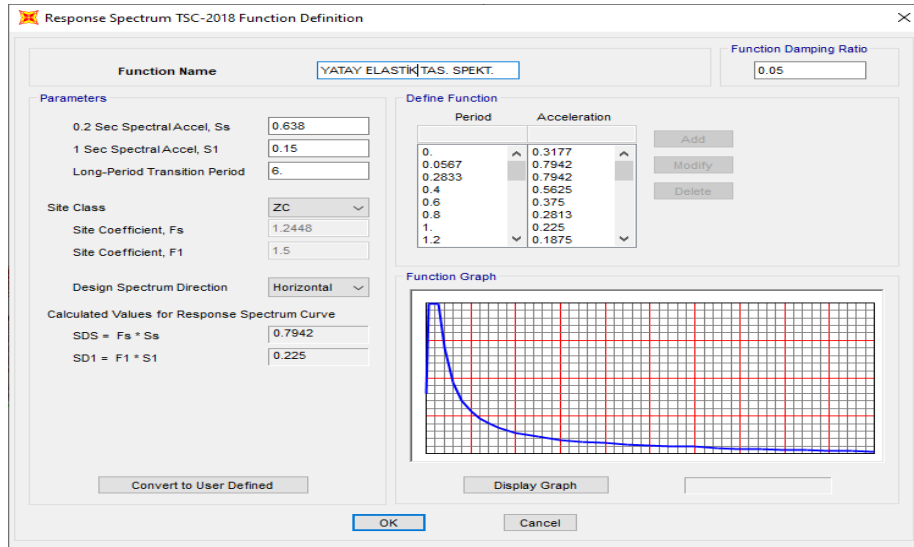 Response Spectrum TSC-2018 Function Definition
Function Damping Ratio
Function Name
YATAY ELASTİK TAS. SPEKT.
0.05
Parameters
0.2 Sec Spectral Accel, Ss
0.638
1 Sec Spectral Accel, S1
0.15
Long-Period Transition Period
6.
Site Class
ZC
Site Coefficient, Fs
1.2448
Site Coefficient, F1
1.5
Design Spectrum Direction
Horizontal
Calculated Values for Response Spectrum Curve
SDS = Fs * Ss
0.7942
SD1 = F1 * S1
0.225
Convert to User Defined
Define Function
Period Acceleration
0. 0.3177
0.0567 0.7942
0.2833 0.7942
0.4 0.5625
0.6 0.375
0.8 0.2813
1. 0.225
1.2 0.1875
Add
Modify
Delete
Function Graph
Display Graph
OK
Cancel